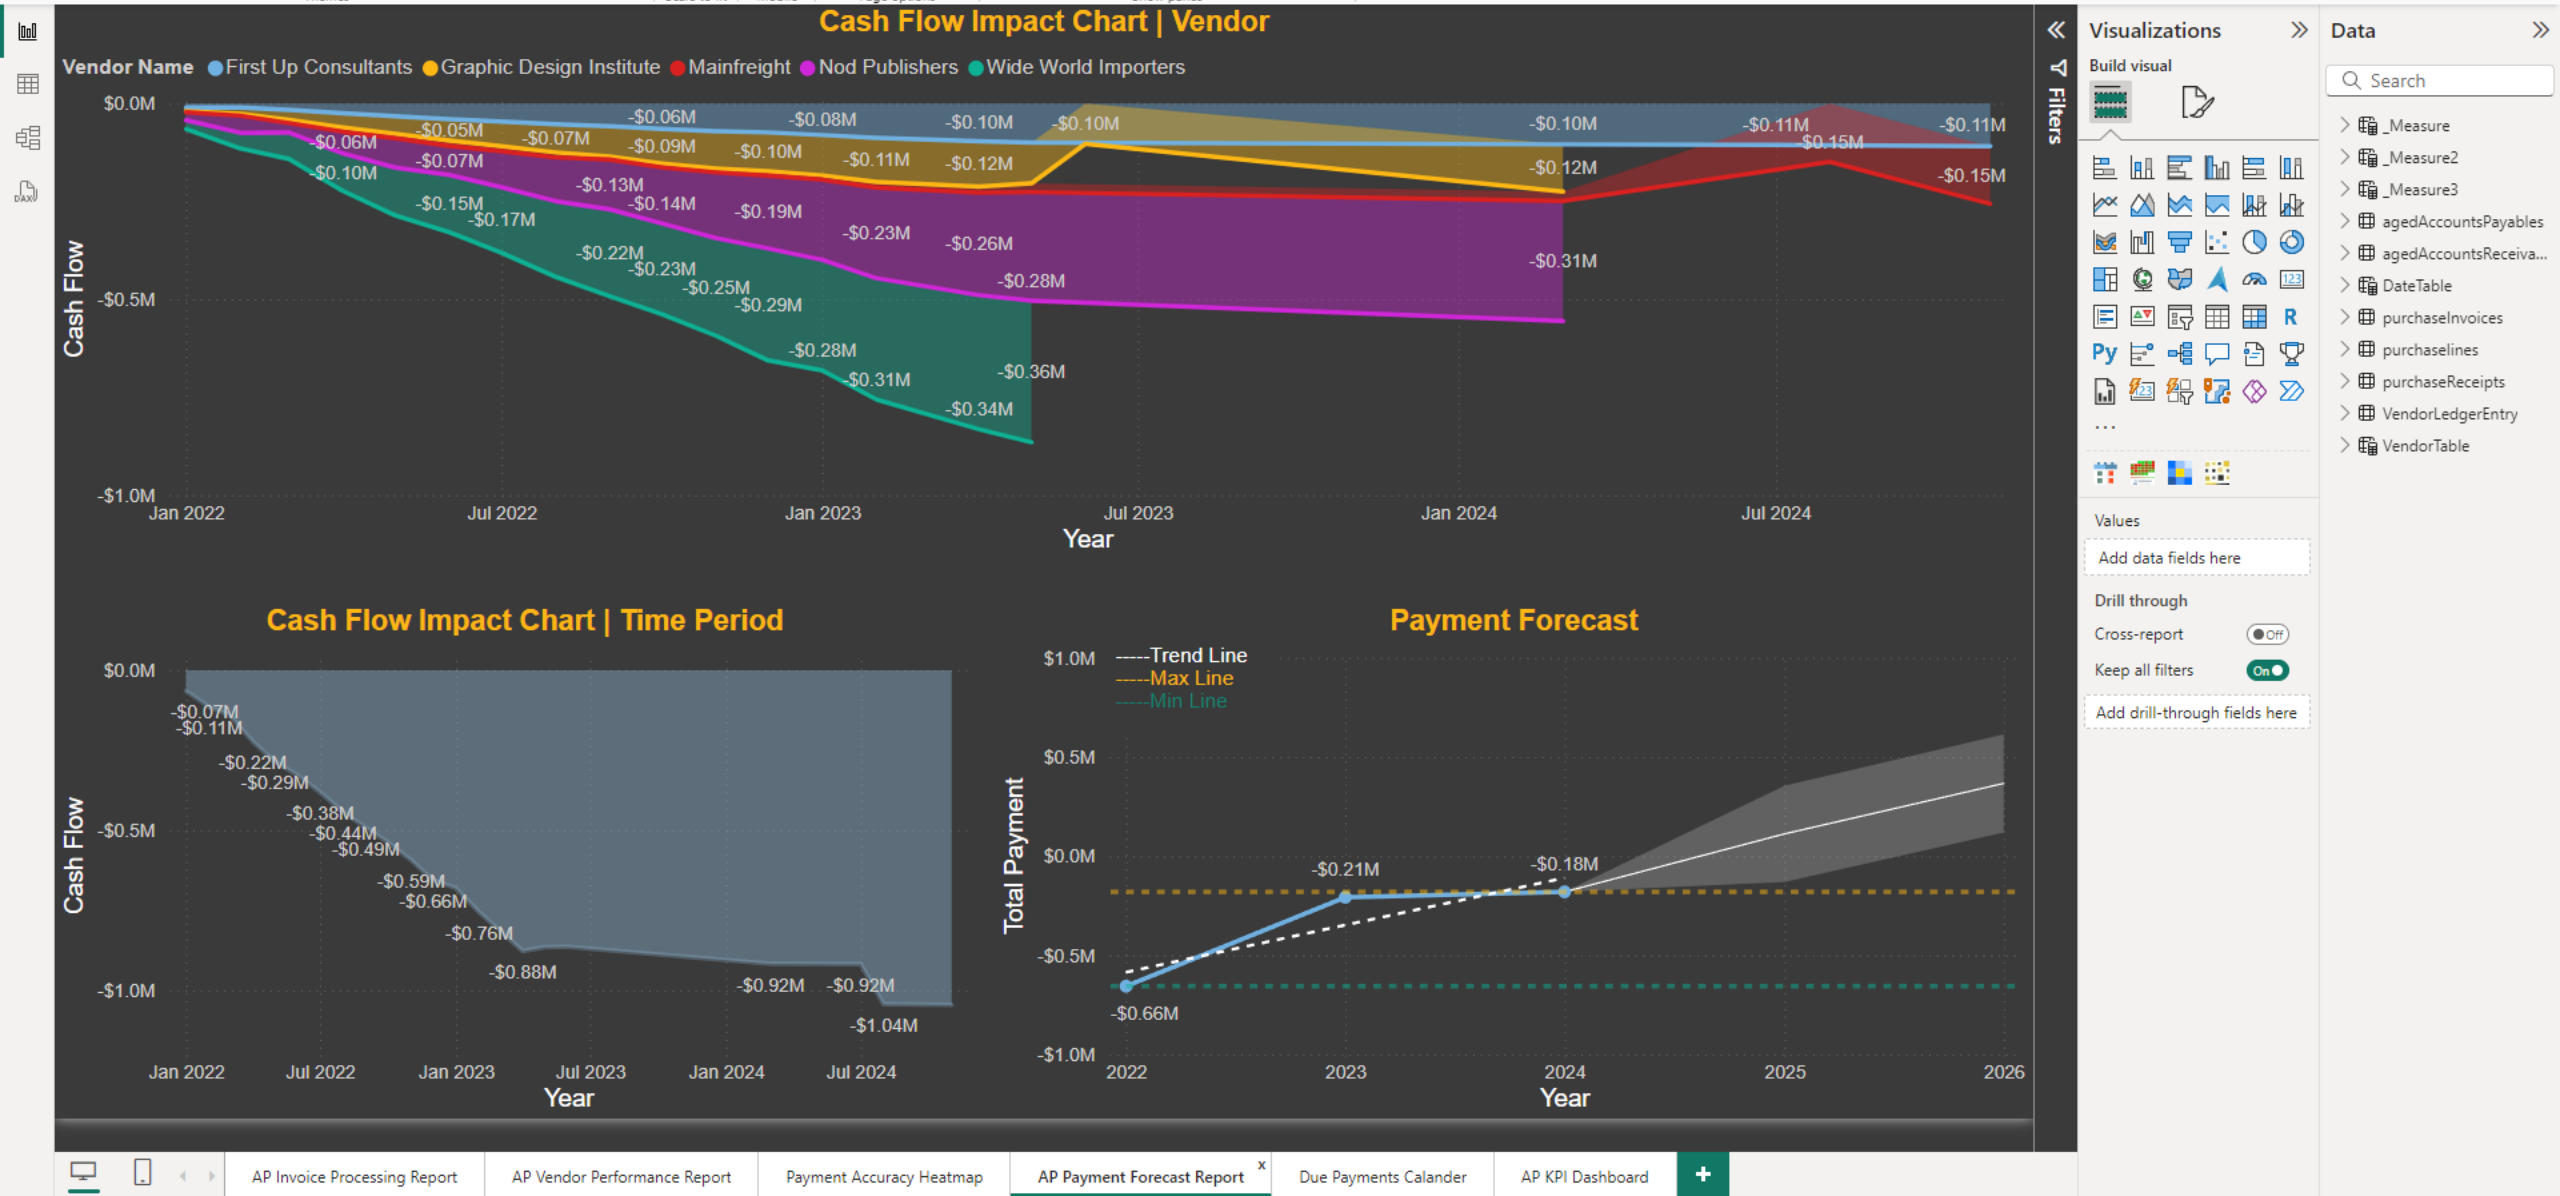 Cash Flow Impact Chart | Vendor
Vendor Name First Up Consultants Graphic Design Institute Mainfreight Nod Publishers Wide World Importers
Cash Flow
$0.0M
-$0.5M
-$1.0M
-$0.06M
-$0.10M
-$0.05M
-$0.07M
-$0.15M
-$0.17M
-$0.07M
-$0.13M
-$0.22M
-$0.06M
-$0.09M
-$0.14M
-$0.23M
-$0.25M
-$0.10M
-$0.19M
-$0.29M
-$0.08M
-$0.28M
-$0.11M
-$0.23M
-$0.31M
-$0.10M
-$0.12M
-$0.26M
-$0.34M
-$0.28M
-$0.36M
-$0.10M
-$0.10M
-$0.12M
-$0.31M
-$0.11M
-$0.15M
-$0.11M
-$0.15M
Jan 2022 Jul 2022 Jan 2023 Jul 2023 Jan 2024 Jul 2024
Year
Cash Flow Impact Chart | Time Period
Cash Flow
$0.0M
-$0.5M
-$1.0M
-$0.07M
-$0.11M
-$0.22M
-$0.29M
-$0.38M
-$0.44M
-$0.49M
-$0.59M
-$0.66M
-$0.76M
-$0.88M
-$0.92M
-$0.92M
-$1.04M
Jan 2022 Jul 2022 Jan 2023 Jul 2023 Jan 2024 Jul 2024
Year
Payment Forecast
-----Trend Line
-----Max Line
-----Min Line
Total Payment
$1.0M
$0.5M
$0.0M
-$0.5M
-$1.0M
-$0.66M
-$0.21M
-$0.18M
2022 2023 2024 2025 2026
Year
Filters
Visualizations
Build visual
123
R
Py
123
...
Values
Add data fields here
Drill through
Cross-report
Off
Keep all filters
On
Add drill-through fields here
Data
Search
_Measure
_Measure2
_Measure3
agedAccountsPayables
agedAccountsReceiva...
DateTable
purchaseInvoices
purchaselines
purchaseReceipts
VendorLedgerEntry
VendorTable
DAX
AP Invoice Processing Report
AP Vendor Performance Report
Payment Accuracy Heatmap
AP Payment Forecast Report
x
Due Payments Calander
AP KPI Dashboard
+